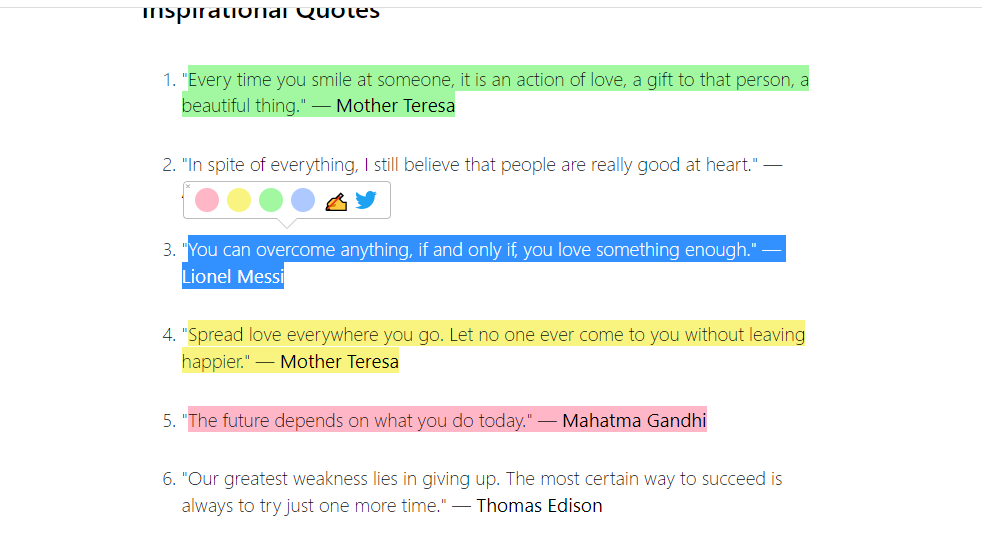 Inspirational Quotes
1. "Every time you smile at someone, it is an action of love, a gift to that person, a
beautiful thing." — Mother Teresa
2. "In spite of everything, I still believe that people are really good at heart." —
3. "You can overcome anything, if and only if, you love something enough." —
Lionel Messi
4. "Spread love everywhere you go. Let no one ever come to you without leaving
happier." — Mother Teresa
5. "The future depends on what you do today." — Mahatma Gandhi
6. "Our greatest weakness lies in giving up. The most certain way to succeed is
always to try just one more time." — Thomas Edison